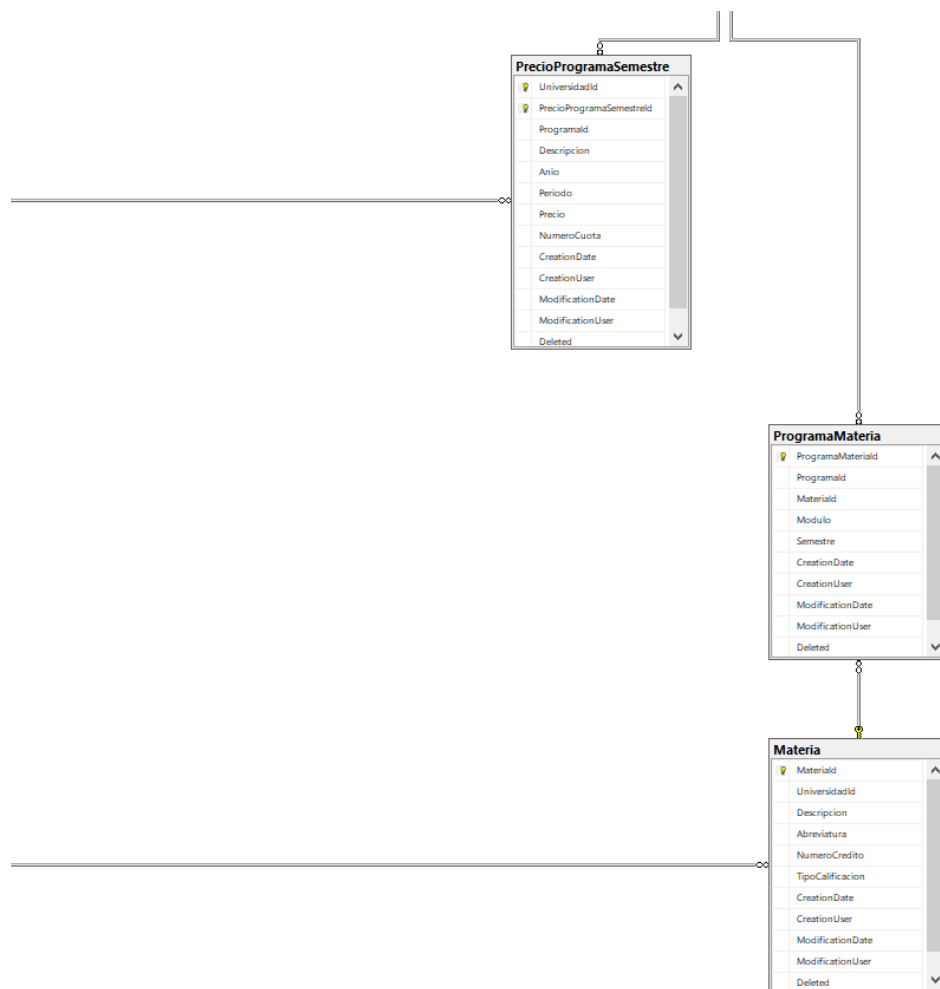 PrecioProgramaSemestre
UniversidadId
PrecioProgramaSemestreId
ProgramaId
Descripcion
Anio
Periodo
Precio
NumeroCuota
CreationDate
CreationUser
ModificationDate
ModificationUser
Deleted
ProgramaMateria
ProgramaMateriaId
ProgramaId
MateriaId
Modulo
Semestre
CreationDate
CreationUser
ModificationDate
ModificationUser
Deleted
Materia
MateriaId
UniversidadId
Descripcion
Abreviatura
NumeroCredito
TipoCalificacion
CreationDate
CreationUser
ModificationDate
ModificationUser
Deleted